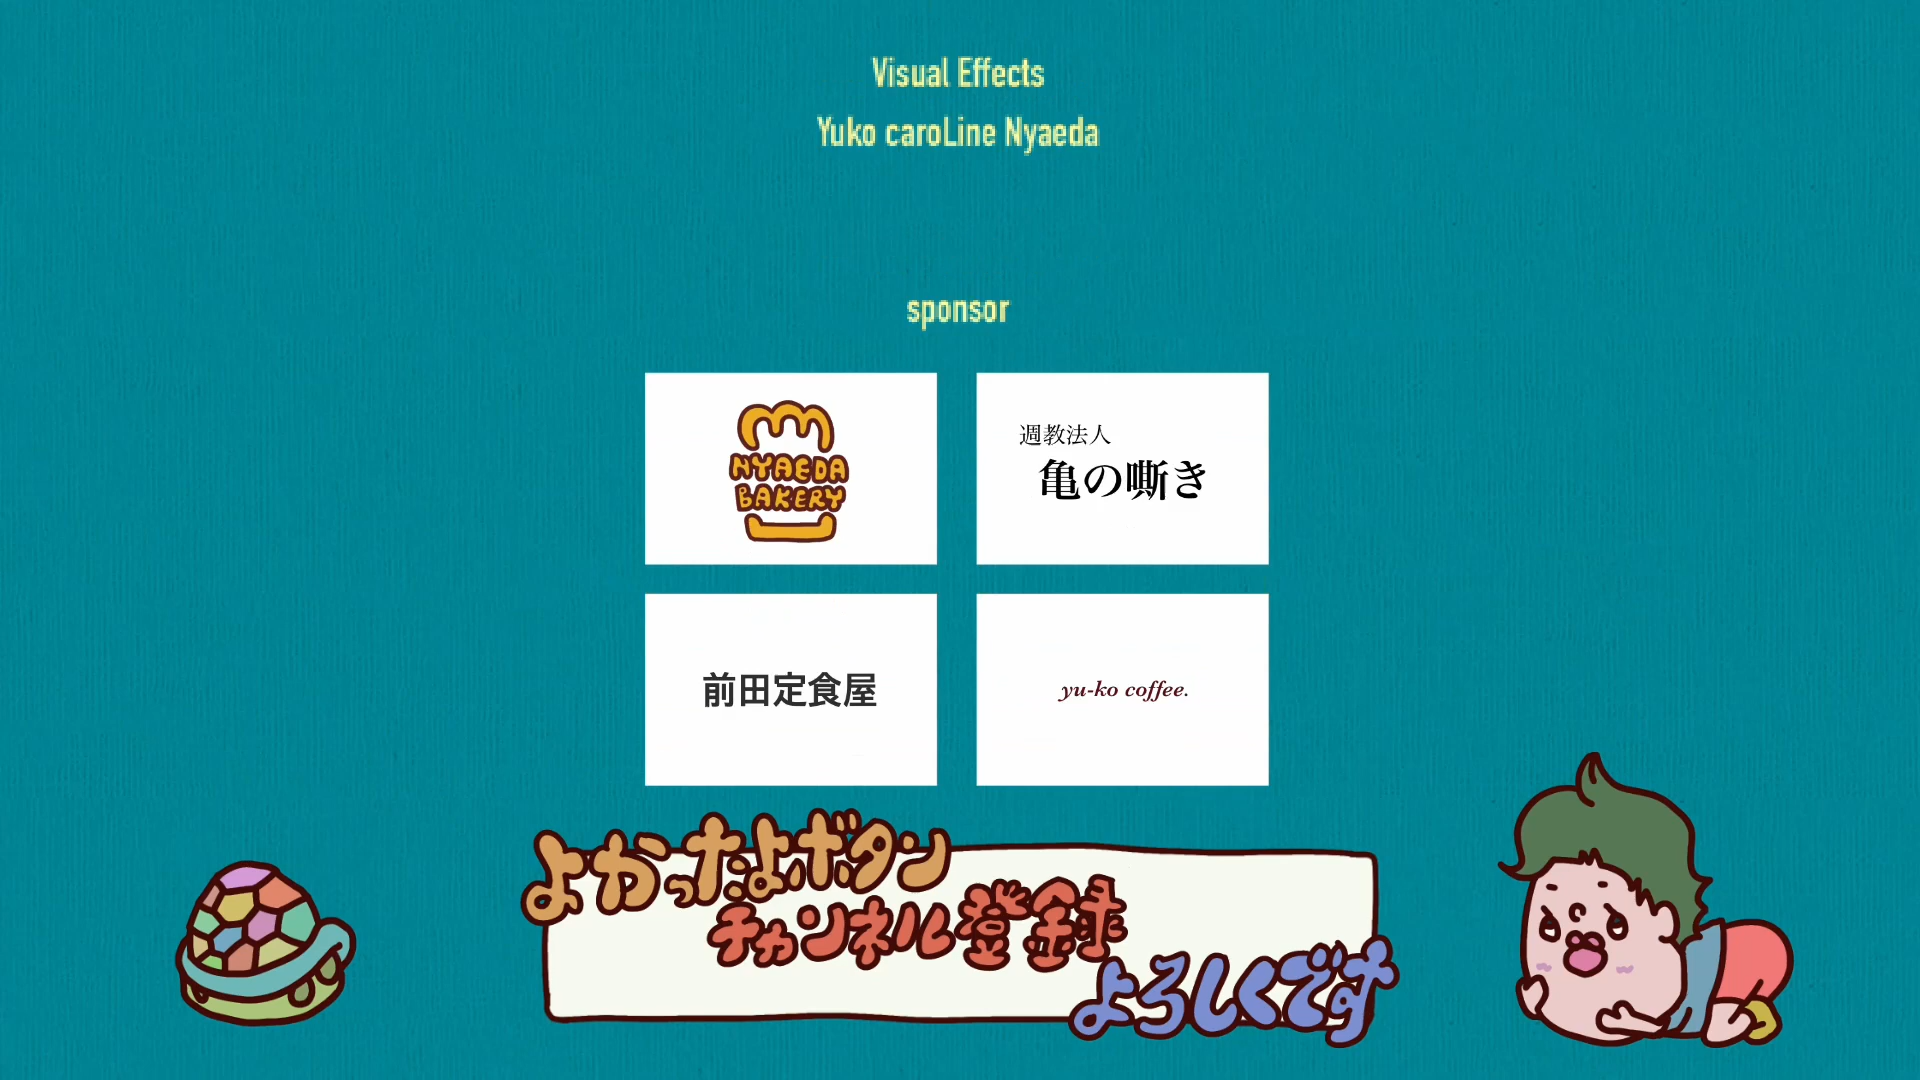 Visual Effects
Yuko caroLine Nyaeda
sponsor
NYAEDA
BAKERY
週教法人
亀の嘶き
前田定食屋
yu-ko coffee.
よかったよボタン
チャンネル登録
よろしくです